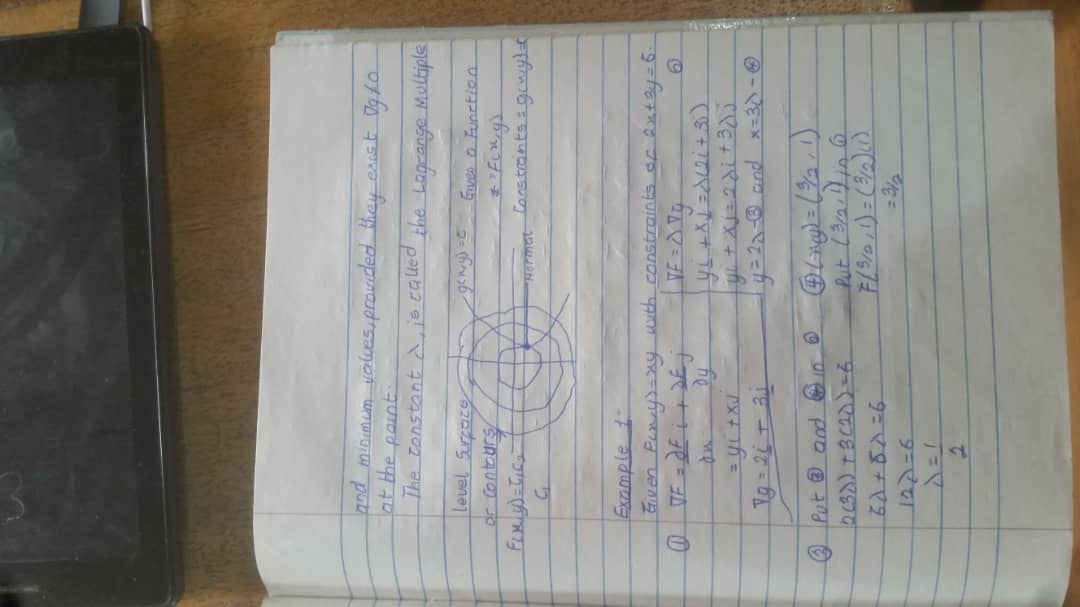 and minimum values, provided they exist ∇g≠0
at the point.
The constant λ, is called the Lagrange Multiple
level Surface
or contours
F(x,y)=C₁C₂
C₁
g(x,y)=C
Normal
Given a Function
z=F(x,y)
Constraints = g(x,y)=C
Example 1:
Given F(x,y)=xy with constraints of 2x+3y=6.
① ∇F = ∂F/∂x i + ∂F/∂y j
= yi + xj
∇g = 2i + 3j
∇F = λ∇g
yi + xj = λ(2i + 3j)
yi + xj = 2λi + 3λj
y = 2λ-③ and x=3λ-④
③ Put ③ and ④ in
2(3λ)+3(2λ)=6
6λ + 6λ = 6
12λ = 6
λ = 1/2
④ (x,y) = (3/2, 1)
Put (3/2, 1) in ①
F(3/2, 1) = (3/2)(1)
= 3/2